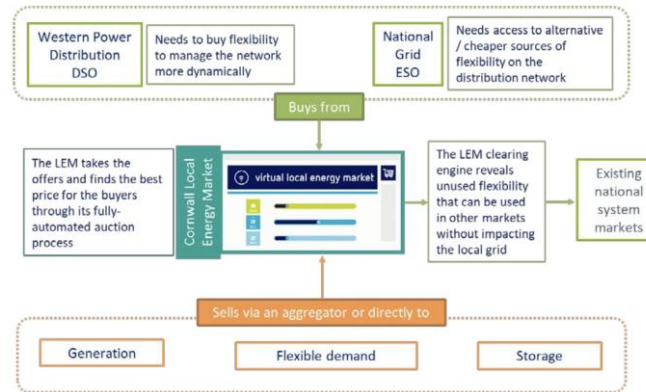 Western Power
Distribution
DSO
Needs to buy flexibility
to manage the network
more dynamically
National
Grid
ESO
Needs access to alternative
/ cheaper sources of
flexibility on the
distribution network
Buys from
The LEM takes the
offers and finds the best
price for the buyers
through its fully-
automated auction
process
Cornwall Local
Energy Market
virtual local energy market
The LEM clearing
engine reveals
unused flexibility
that can be used
in other markets
without impacting
the local grid
Existing
national
system
markets
Sells via an aggregator or directly to
Generation
Flexible demand
Storage